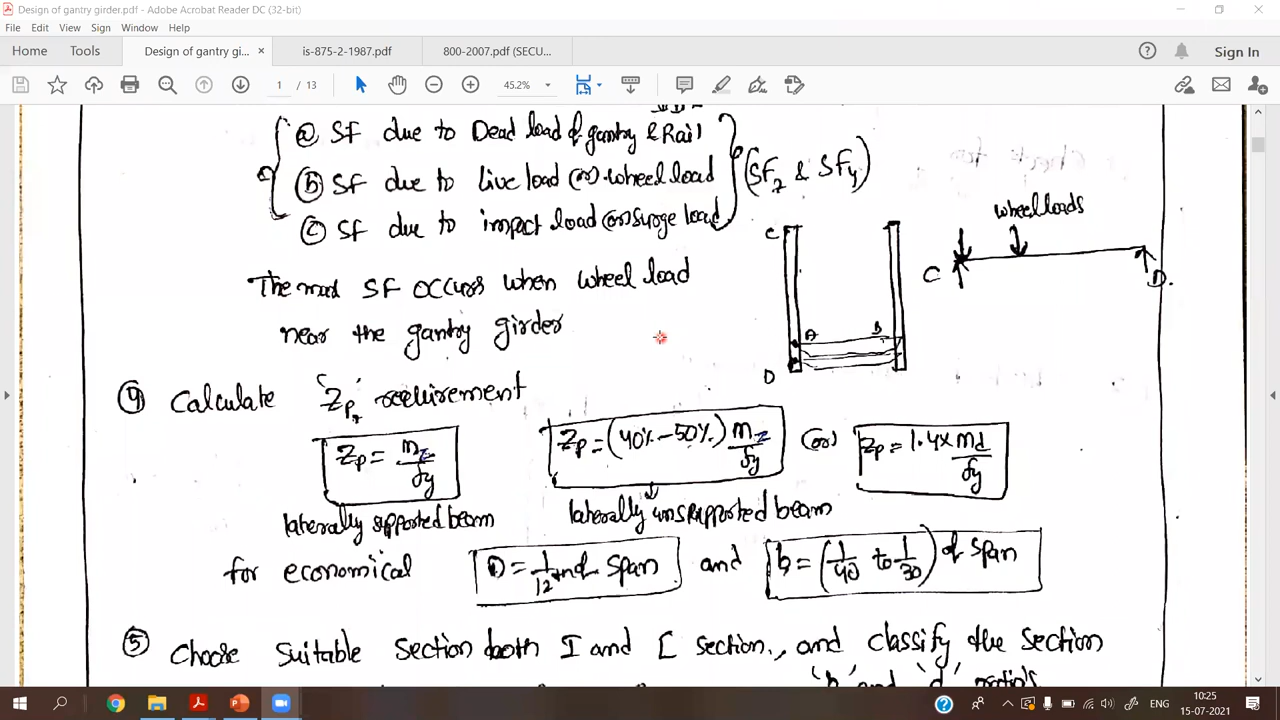 Design of gantry girder.pdf - Adobe Acrobat Reader DC (32-bit)
File Edit View Sign Window Help
Home Tools Design of gantry gi... × is-875-2-1987.pdf 800-2007.pdf (SECU... Sign In
1 / 13 45.2%
(a) SF due to Dead load of gantry & Rail
(b) SF due to live load (or) wheel load (SFz & SFy)
(c) SF due to impact load (or) surge load
wheel loads
C
C D.
The max SF occurs when wheel load
near the gantry girder
A B
D
④ Calculate 'Zpz' requirement
Zp = Mz/fy Zp = (40% - 50%) Mz/fy (or) Zp = 1.4 x Md/fy
laterally supported beam laterally unsupported beam
for economical D = 1/12 th of span and b = (1/40 to 1/30) of span
⑤ Choose suitable section both I and [ section., and classify the section
'b' and 'd'
ENG 10:25
15-07-2021